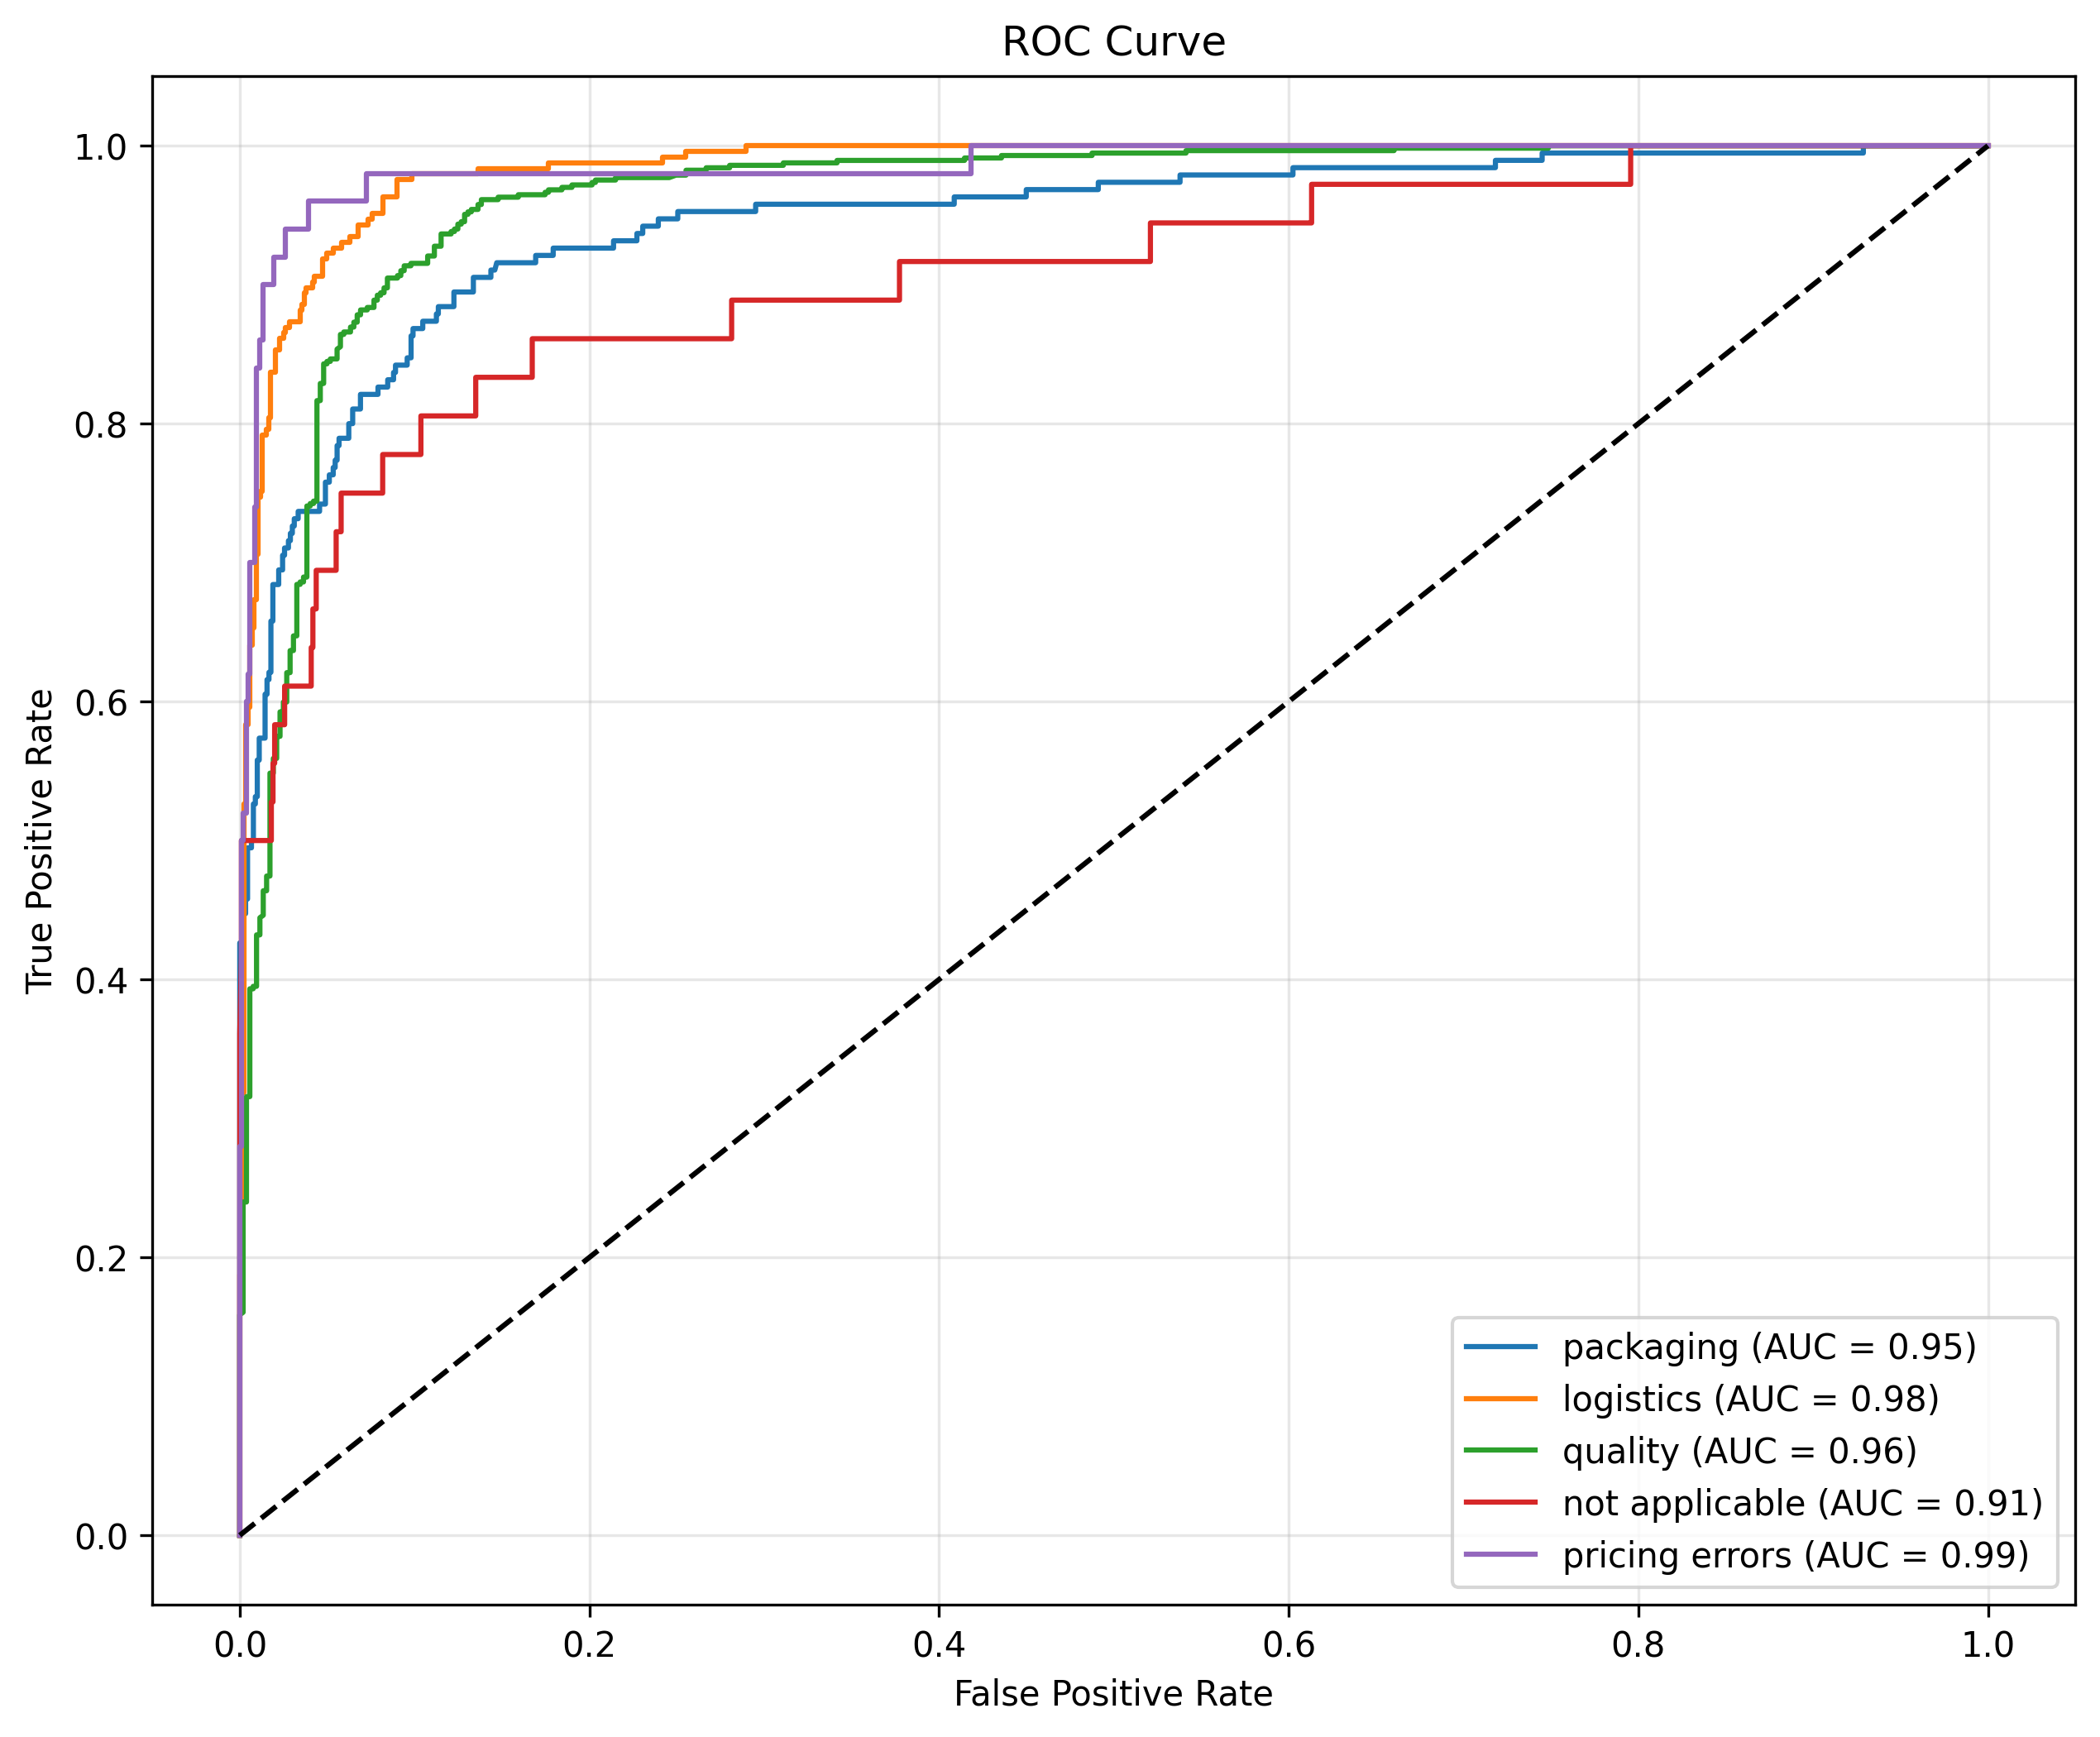 ROC Curve
1.0
0.8
0.6
0.4
0.2
0.0
True Positive Rate
packaging (AUC = 0.95)
logistics (AUC = 0.98)
quality (AUC = 0.96)
not applicable (AUC = 0.91)
pricing errors (AUC = 0.99)
0.0 0.2 0.4 0.6 0.8 1.0
False Positive Rate